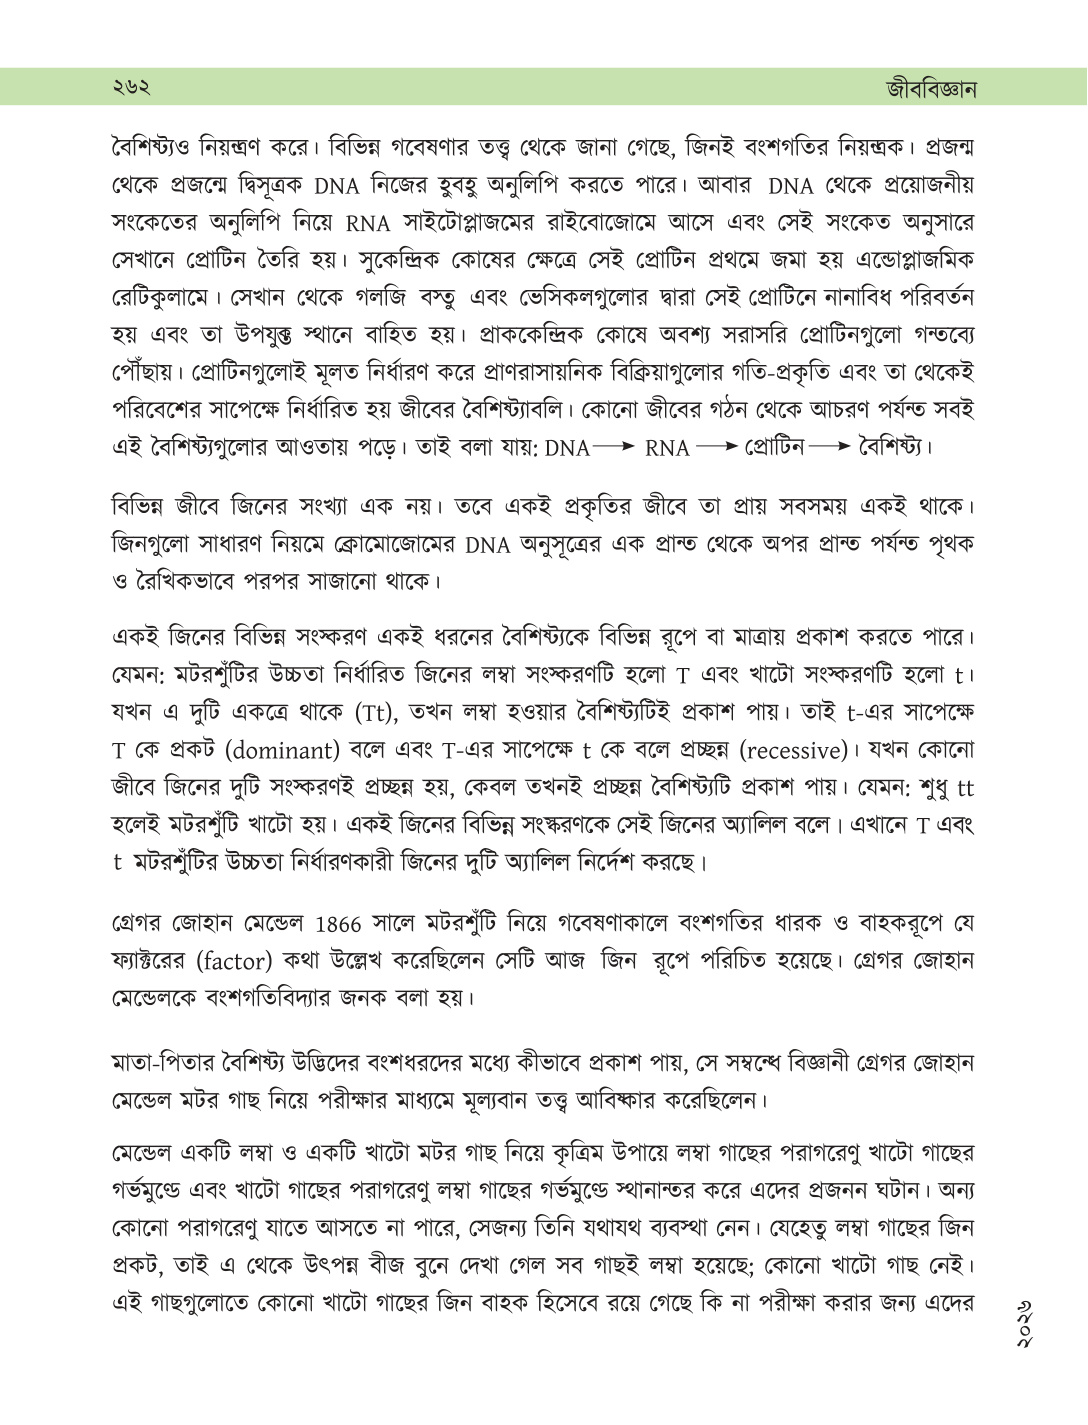 ২৬২
জীববিজ্ঞান
বৈশিষ্ট্যও নিয়ন্ত্রণ করে। বিভিন্ন গবেষণার তত্ত্ব থেকে জানা গেছে, জিনই বংশগতির নিয়ন্ত্রক। প্রজন্ম
থেকে প্রজন্মে দ্বিসূত্রক DNA নিজের হুবহু অনুলিপি করতে পারে। আবার DNA থেকে প্রয়োজনীয়
সংকেতের অনুলিপি নিয়ে RNA সাইটোপ্লাজমের রাইবোজোমে আসে এবং সেই সংকেত অনুসারে
সেখানে প্রোটিন তৈরি হয়। সুকেন্দ্রিক কোষের ক্ষেত্রে সেই প্রোটিন প্রথমে জমা হয় এন্ডোপ্লাজমিক
রেটিকুলামে। সেখান থেকে গলজি বস্তু এবং ভেসিকলগুলোর দ্বারা সেই প্রোটিনে নানাবিধ পরিবর্তন
হয় এবং তা উপযুক্ত স্থানে বাহিত হয়। প্রাককেন্দ্রিক কোষে অবশ্য সরাসরি প্রোটিনগুলো গন্তব্যে
পৌঁছায়। প্রোটিনগুলোই মূলত নির্ধারণ করে প্রাণরাসায়নিক বিক্রিয়াগুলোর গতি-প্রকৃতি এবং তা থেকেই
পরিবেশের সাপেক্ষে নির্ধারিত হয় জীবের বৈশিষ্ট্যাবলি। কোনো জীবের গঠন থেকে আচরণ পর্যন্ত সবই
এই বৈশিষ্ট্যগুলোর আওতায় পড়ে। তাই বলা যায়: DNA⟶ RNA ⟶ প্রোটিন ⟶ বৈশিষ্ট্য।
বিভিন্ন জীবে জিনের সংখ্যা এক নয়। তবে একই প্রকৃতির জীবে তা প্রায় সবসময় একই থাকে।
জিনগুলো সাধারণ নিয়মে ক্রোমোজোমের DNA অনুসূত্রের এক প্রান্ত থেকে অপর প্রান্ত পর্যন্ত পৃথক
ও রৈখিকভাবে পরপর সাজানো থাকে।
একই জিনের বিভিন্ন সংস্করণ একই ধরনের বৈশিষ্ট্যকে বিভিন্ন রূপে বা মাত্রায় প্রকাশ করতে পারে।
যেমন: মটরশুঁটির উচ্চতা নির্ধারিত জিনের লম্বা সংস্করণটি হলো T এবং খাটো সংস্করণটি হলো t।
যখন এ দুটি একত্রে থাকে (Tt), তখন লম্বা হওয়ার বৈশিষ্ট্যটিই প্রকাশ পায়। তাই t-এর সাপেক্ষে
T কে প্রকট (dominant) বলে এবং T-এর সাপেক্ষে t কে বলে প্রচ্ছন্ন (recessive)। যখন কোনো
জীবে জিনের দুটি সংস্করণই প্রচ্ছন্ন হয়, কেবল তখনই প্রচ্ছন্ন বৈশিষ্ট্যটি প্রকাশ পায়। যেমন: শুধু tt
হলেই মটরশুঁটি খাটো হয়। একই জিনের বিভিন্ন সংস্করণকে সেই জিনের অ্যালিল বলে। এখানে T এবং
t মটরশুঁটির উচ্চতা নির্ধারণকারী জিনের দুটি অ্যালিল নির্দেশ করছে।
গ্রেগর জোহান মেন্ডেল 1866 সালে মটরশুঁটি নিয়ে গবেষণাকালে বংশগতির ধারক ও বাহকরূপে যে
ফ্যাক্টরের (factor) কথা উল্লেখ করেছিলেন সেটি আজ জিন রূপে পরিচিত হয়েছে। গ্রেগর জোহান
মেন্ডেলকে বংশগতিবিদ্যার জনক বলা হয়।
মাতা-পিতার বৈশিষ্ট্য উদ্ভিদের বংশধরদের মধ্যে কীভাবে প্রকাশ পায়, সে সম্বন্ধে বিজ্ঞানী গ্রেগর জোহান
মেন্ডেল মটর গাছ নিয়ে পরীক্ষার মাধ্যমে মূল্যবান তত্ত্ব আবিষ্কার করেছিলেন।
মেন্ডেল একটি লম্বা ও একটি খাটো মটর গাছ নিয়ে কৃত্রিম উপায়ে লম্বা গাছের পরাগরেণু খাটো গাছের
গর্ভমুণ্ডে এবং খাটো গাছের পরাগরেণু লম্বা গাছের গর্ভমুণ্ডে স্থানান্তর করে এদের প্রজনন ঘটান। অন্য
কোনো পরাগরেণু যাতে আসতে না পারে, সেজন্য তিনি যথাযথ ব্যবস্থা নেন। যেহেতু লম্বা গাছের জিন
প্রকট, তাই এ থেকে উৎপন্ন বীজ বুনে দেখা গেল সব গাছই লম্বা হয়েছে; কোনো খাটো গাছ নেই।
এই গাছগুলোতে কোনো খাটো গাছের জিন বাহক হিসেবে রয়ে গেছে কি না পরীক্ষা করার জন্য এদের
২০২৬